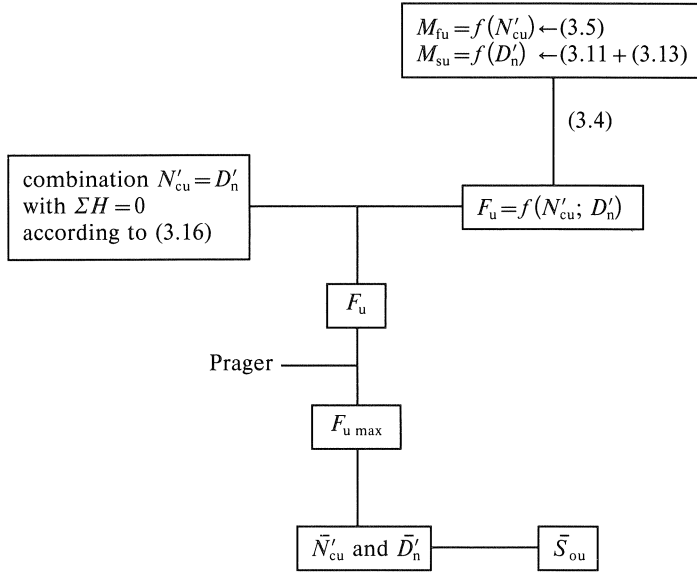 M_fu = f(N′_cu) ← (3.5)
M_su = f(D′_n) ← (3.11 + (3.13)
(3.4)
combination N′_cu = D′_n
with ΣH = 0
according to (3.16)
F_u = f(N′_cu; D′_n)
F_u
Prager
F_u max
N̄′_cu and D̄′_n
S̄_ou